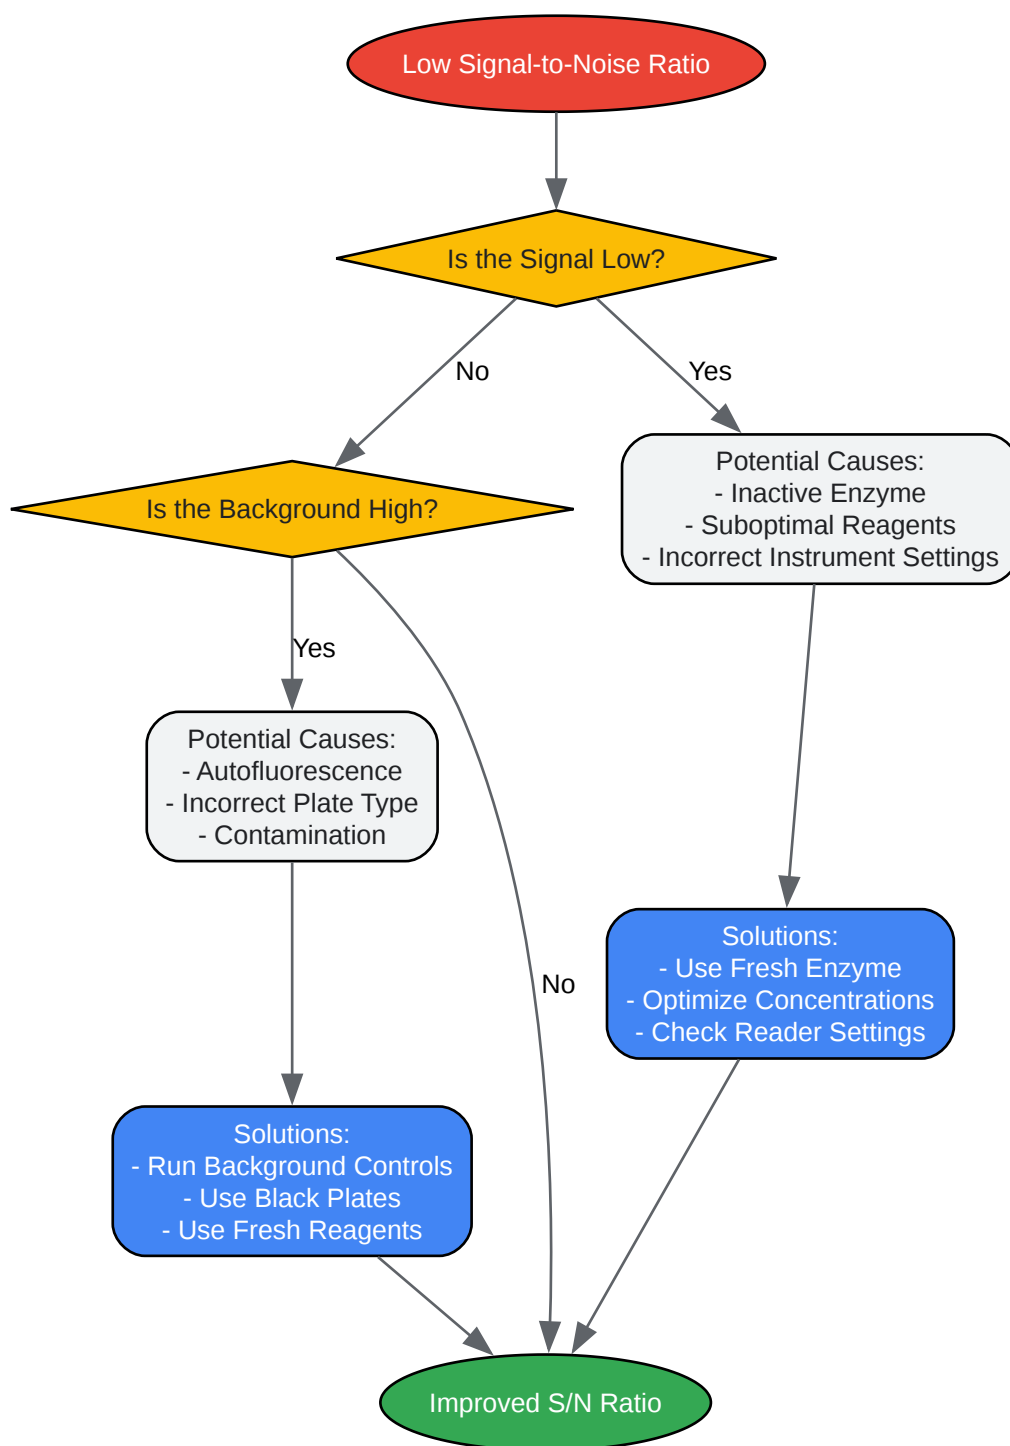 Low Signal-to-Noise Ratio
Is the Signal Low?
No
Yes
Potential Causes:
- Inactive Enzyme
- Suboptimal Reagents
- Incorrect Instrument Settings
Is the Background High?
Yes
Potential Causes:
- Autofluorescence
- Incorrect Plate Type
- Contamination
No
Solutions:
- Use Fresh Enzyme
- Optimize Concentrations
- Check Reader Settings
Solutions:
- Run Background Controls
- Use Black Plates
- Use Fresh Reagents
Improved S/N Ratio